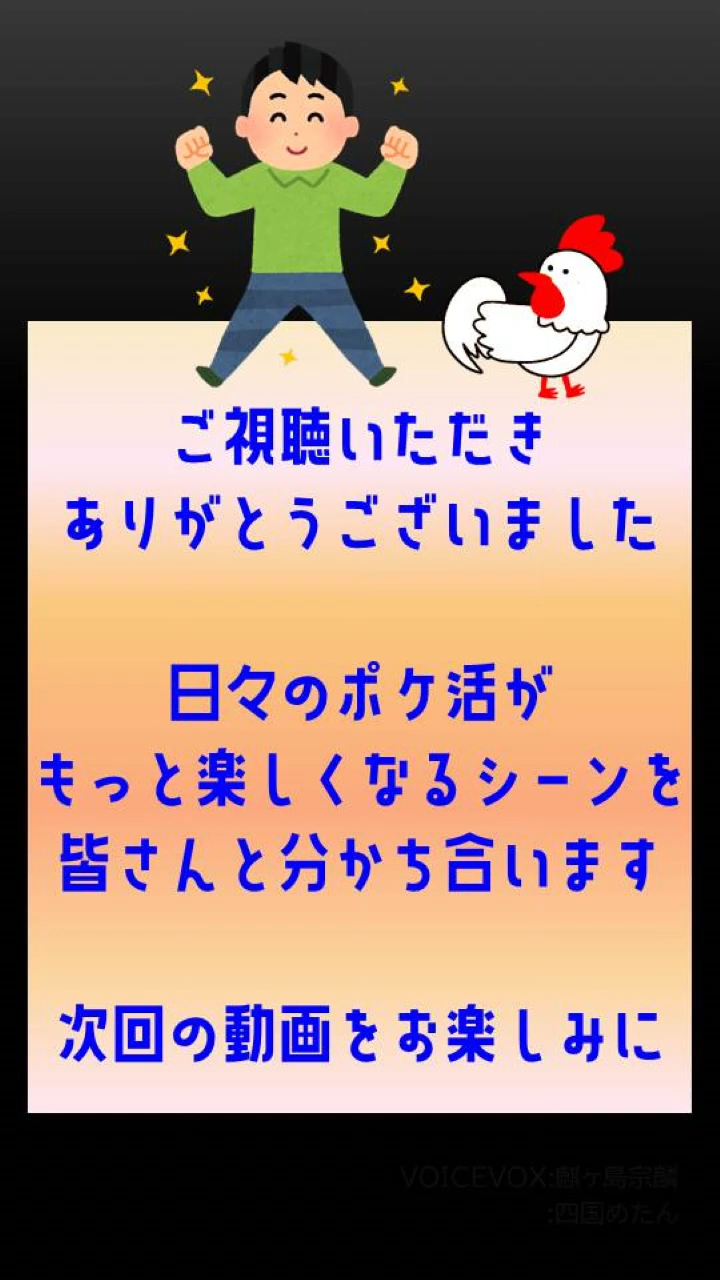 ご視聴いただき
ありがとうございました
日々のポケ活が
もっと楽しくなるシーンを
皆さんと分かち合います
次回の動画をお楽しみに
VOICEVOX:麒ヶ島宗麟
:四国めたん